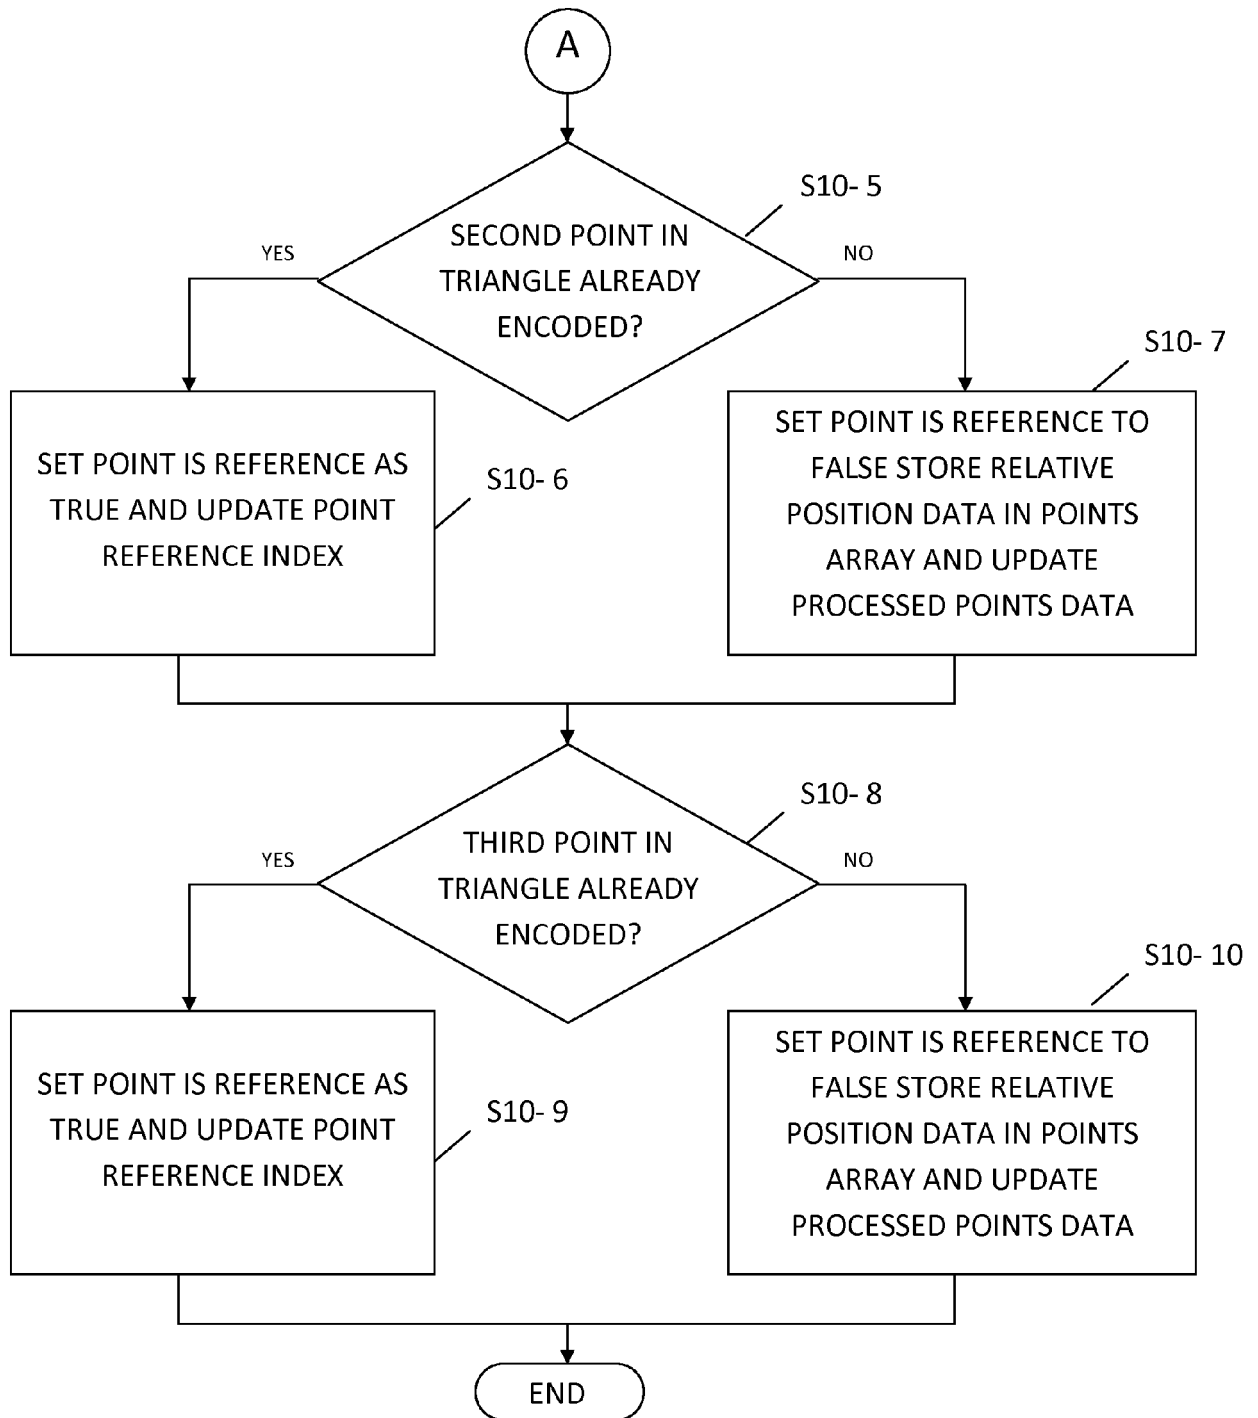 A
S10- 5
SECOND POINT IN
TRIANGLE ALREADY
ENCODED?
YES
NO
S10- 7
SET POINT IS REFERENCE AS
TRUE AND UPDATE POINT
REFERENCE INDEX
S10- 6
SET POINT IS REFERENCE TO
FALSE STORE RELATIVE
POSITION DATA IN POINTS
ARRAY AND UPDATE
PROCESSED POINTS DATA
S10- 8
THIRD POINT IN
TRIANGLE ALREADY
ENCODED?
YES
NO
S10- 10
SET POINT IS REFERENCE AS
TRUE AND UPDATE POINT
REFERENCE INDEX
S10- 9
SET POINT IS REFERENCE TO
FALSE STORE RELATIVE
POSITION DATA IN POINTS
ARRAY AND UPDATE
PROCESSED POINTS DATA
END